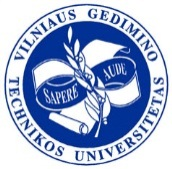 VILNIAUS GEDIMINO
TECHNIKOS UNIVERSITETAS
SAPERE
AUDE